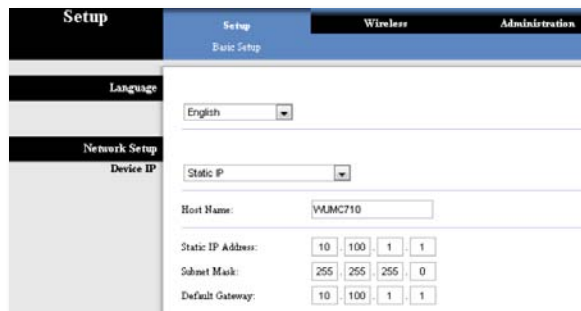 Setup
Setup Wireless Administration
Basic Setup
Language
English
Network Setup
Device IP
Static IP
Host Name: WUMC710
Static IP Address: 10 . 100 . 1 . 1
Subnet Mask: 255 . 255 . 255 . 0
Default Gateway: 10 . 100 . 1 . 1